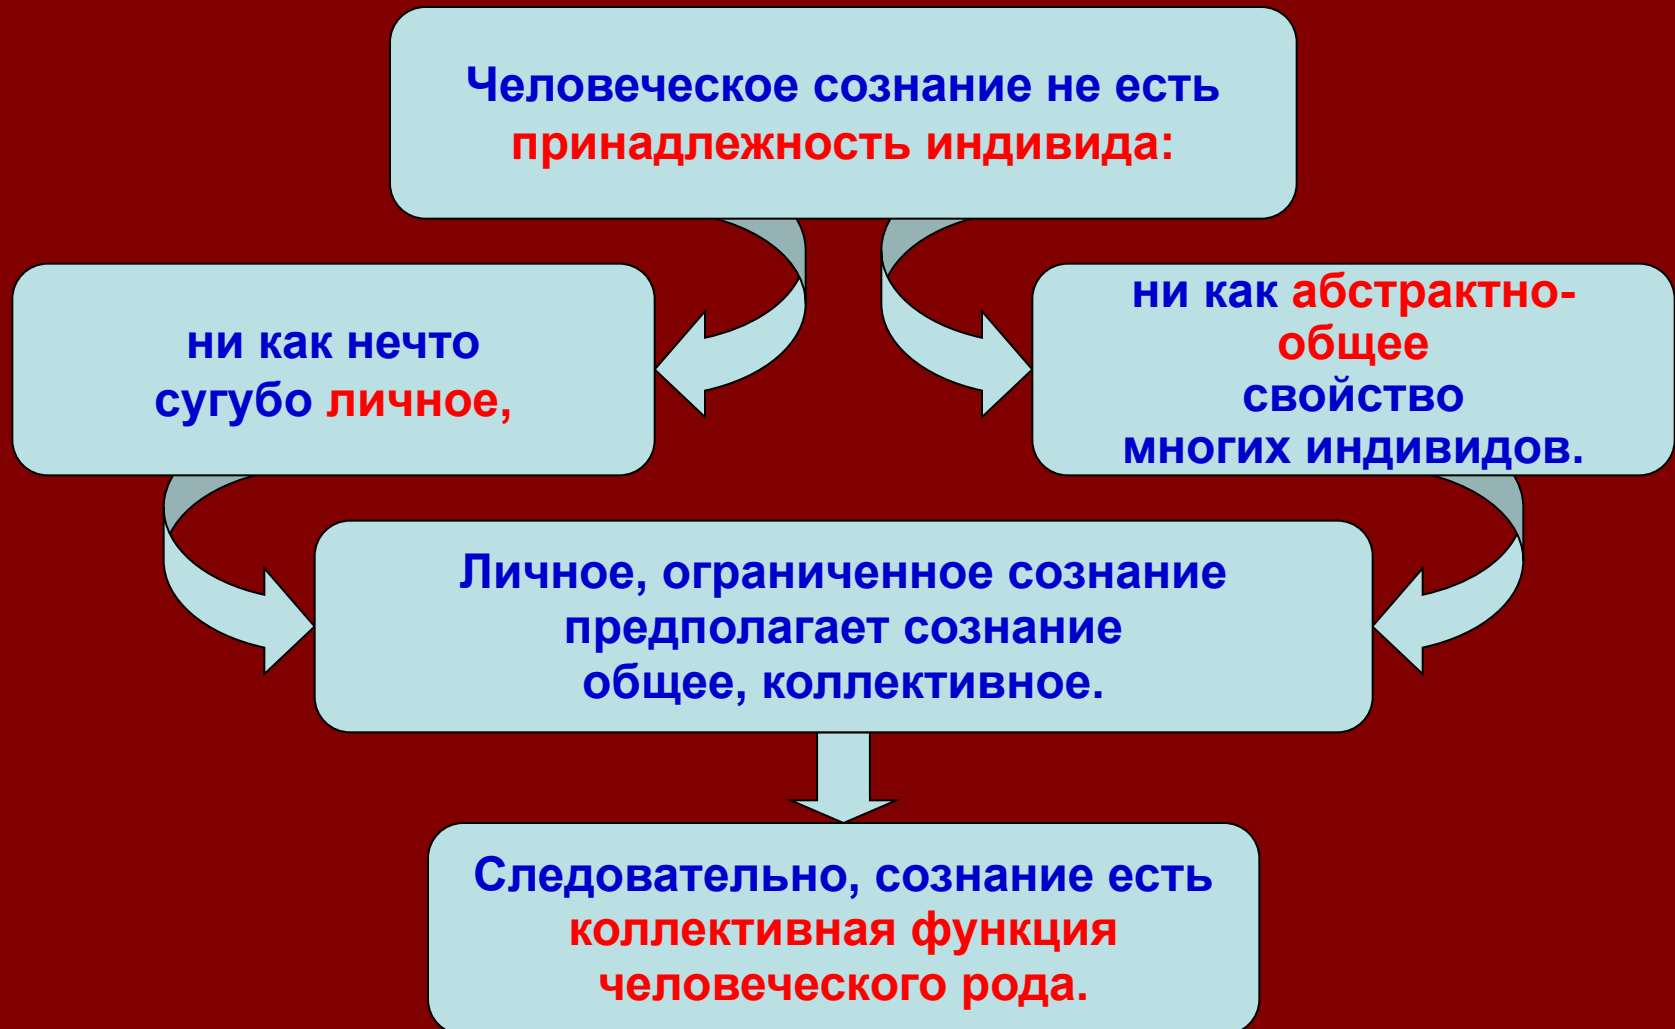 Человеческое сознание не есть
принадлежность индивида:
ни как нечто
сугубо личное,
ни как абстрактно-
общее
свойство
многих индивидов.
Личное, ограниченное сознание
предполагает сознание
общее, коллективное.
Следовательно, сознание есть
коллективная функция
человеческого рода.